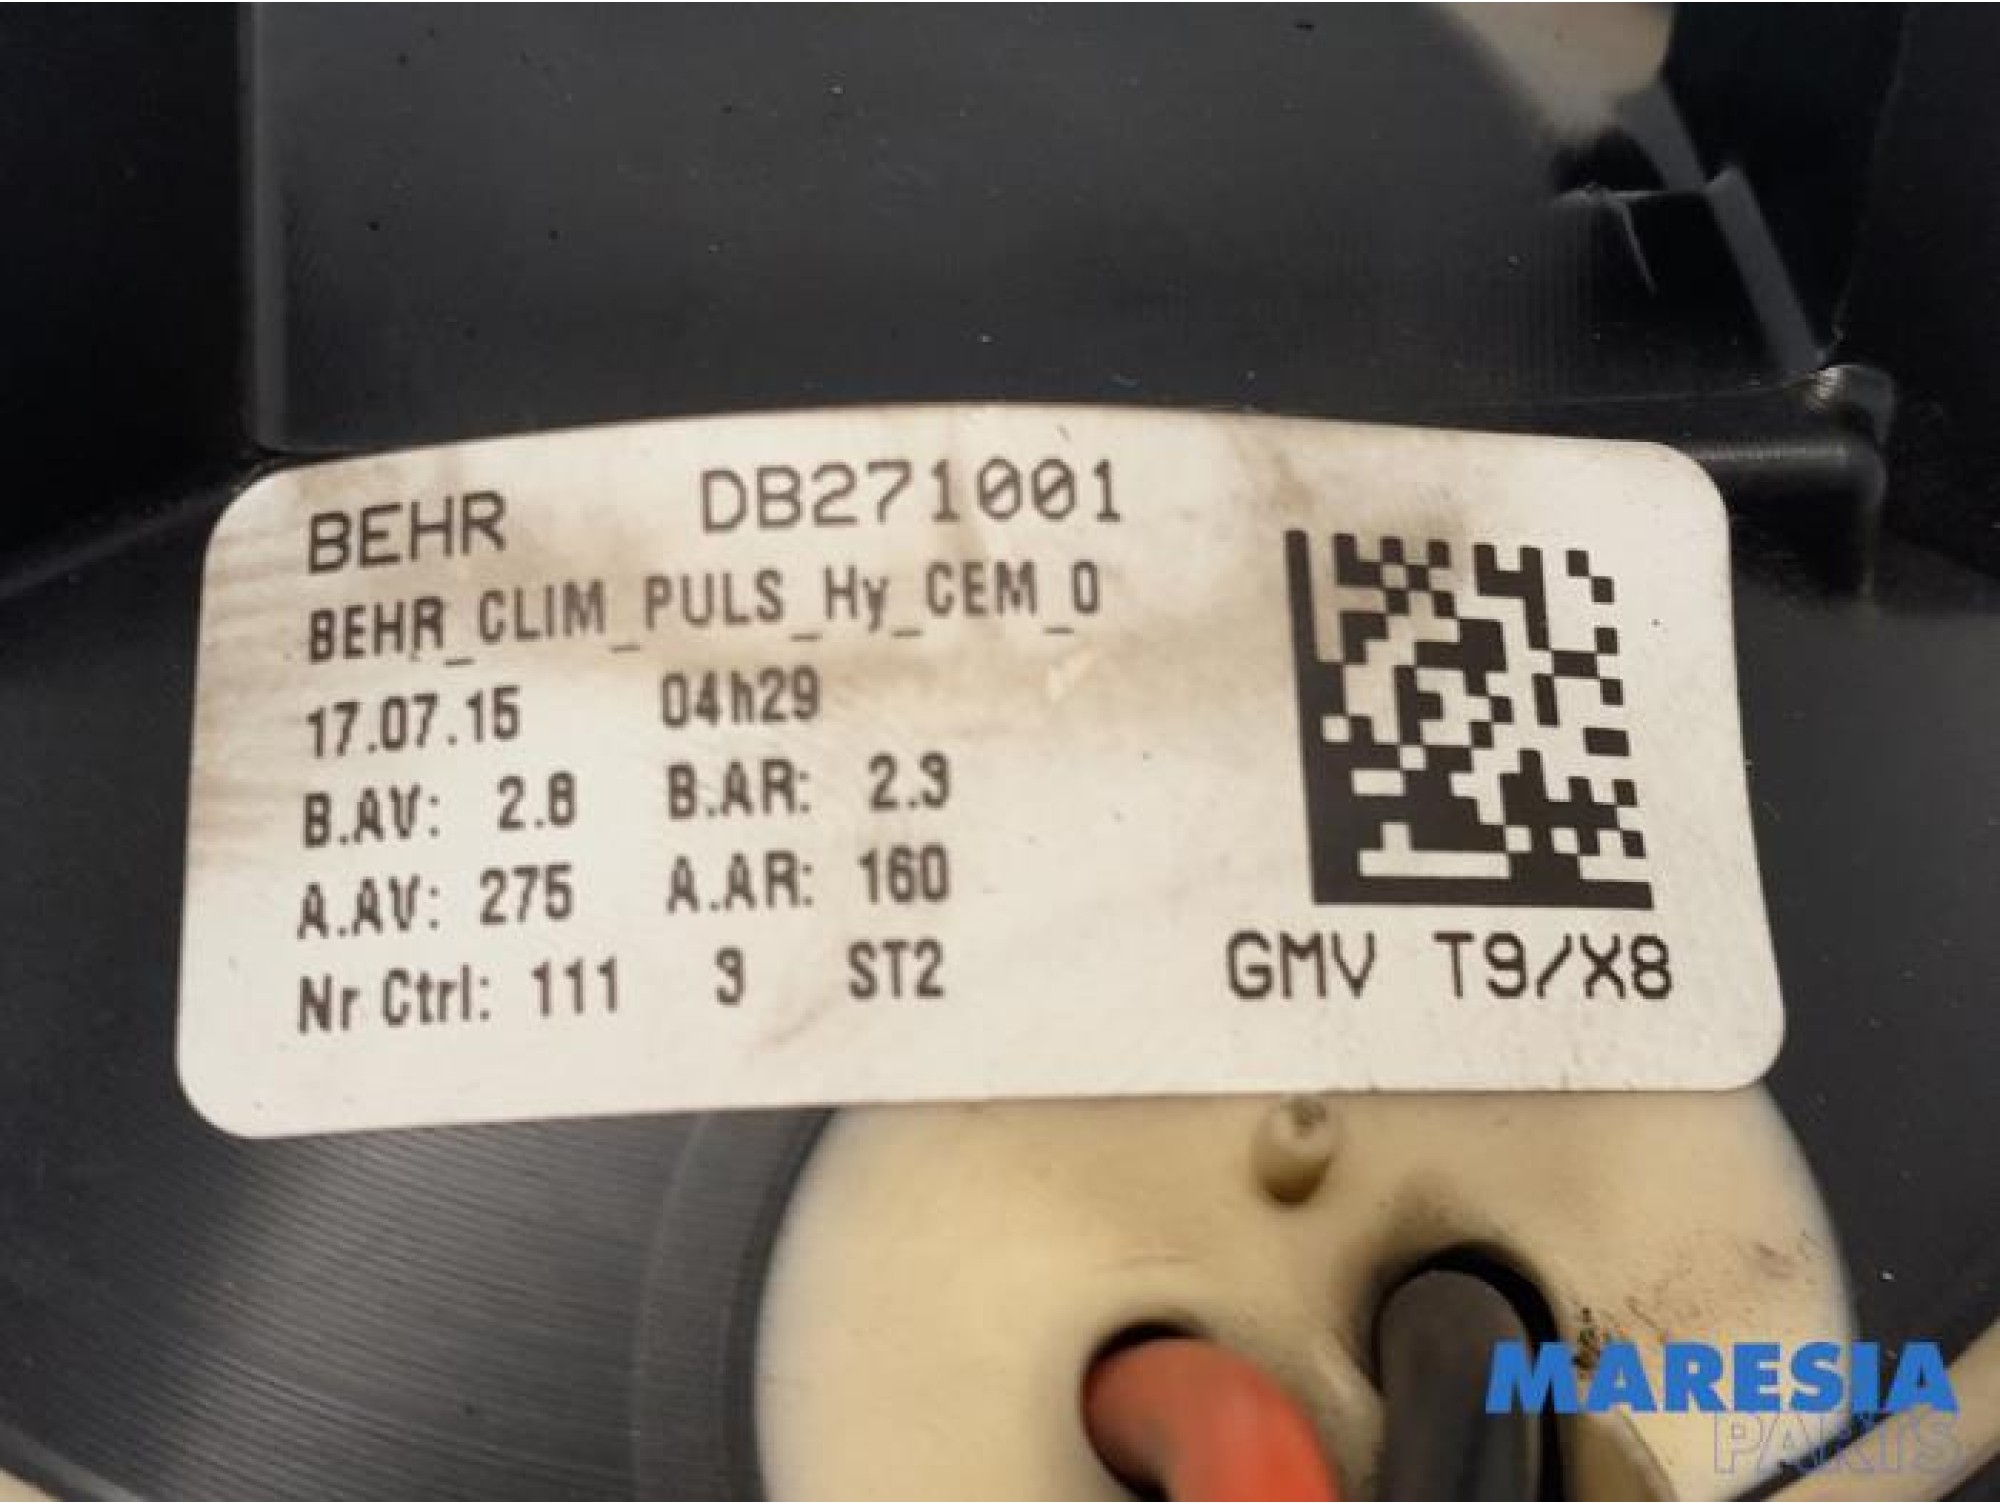 BEHR DB271001
BEHR_CLIM_PULS_Hy_CEM_0
17.07.15 04h29
B.AV: 2.8 B.AR: 2.3
A.AV: 275 A.AR: 160
Nr Ctrl: 111 3 ST2
GMV T9/X8
MARESIA
PARTS